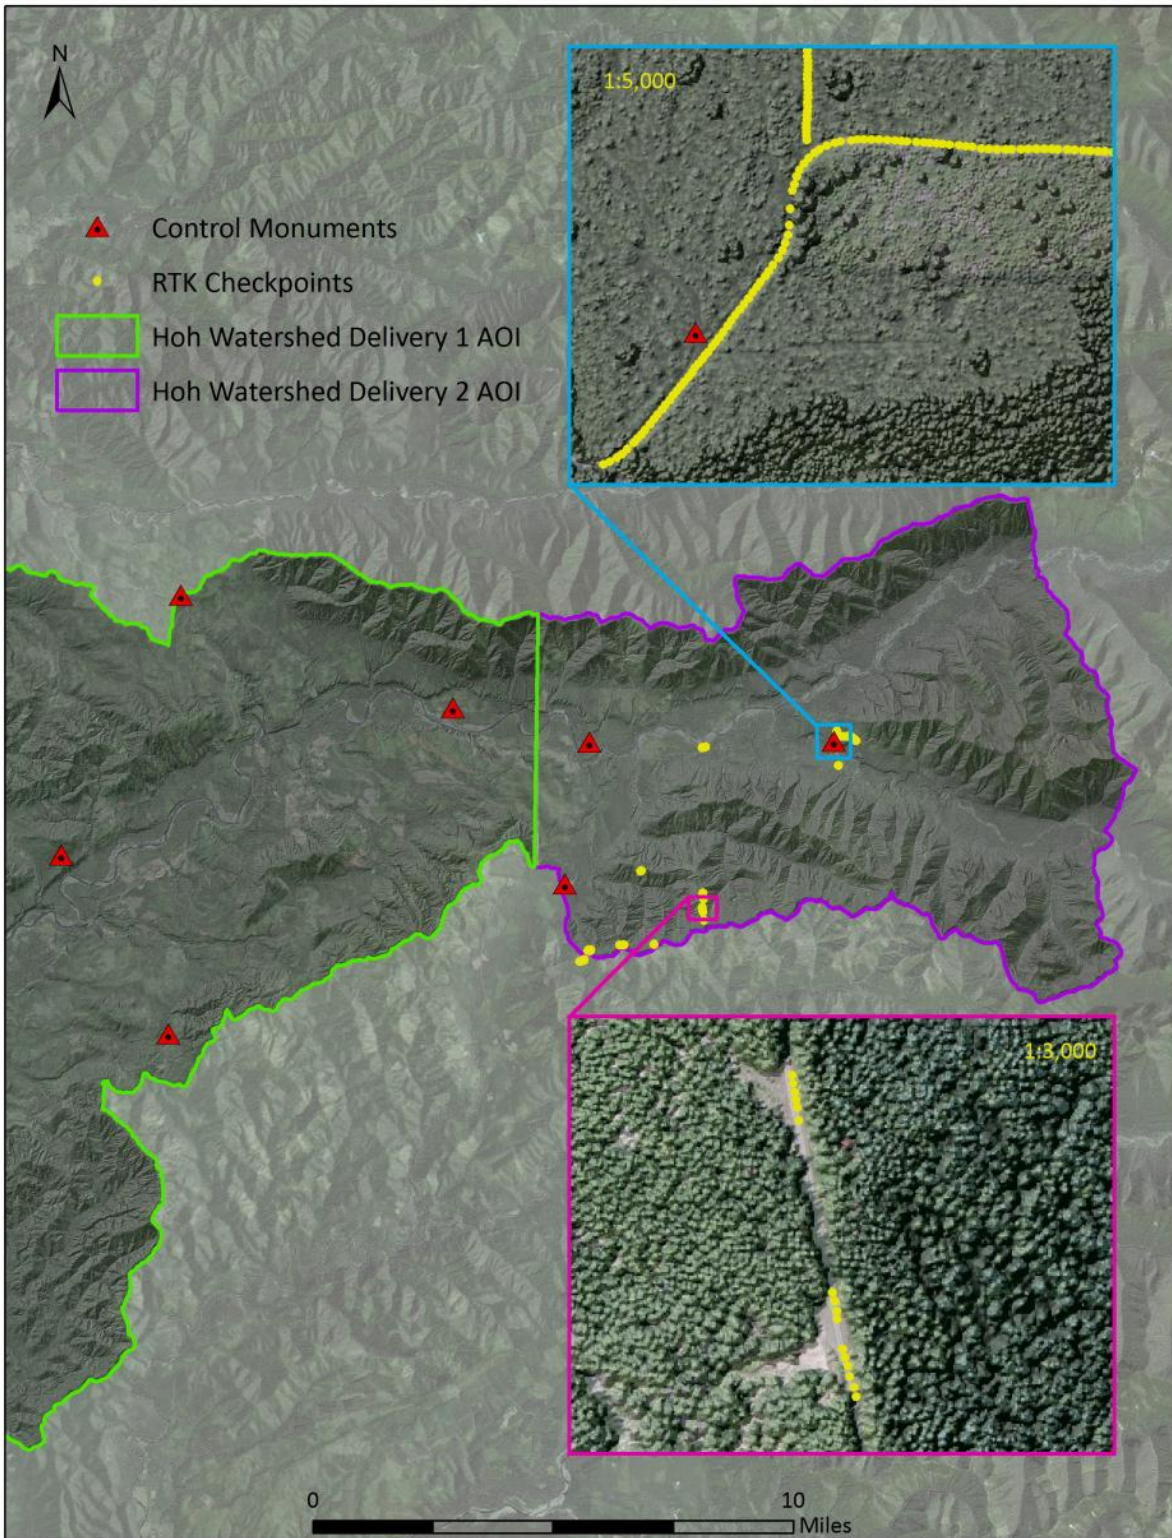 N
1:5,000
Control Monuments
RTK Checkpoints
Hoh Watershed Delivery 1 AOI
Hoh Watershed Delivery 2 AOI
1:3,000
0
10
Miles